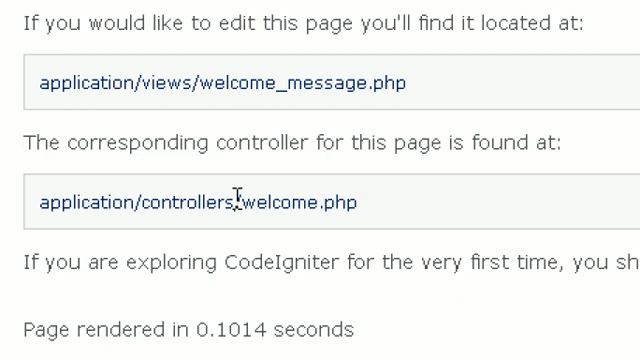 If you would like to edit this page you'll find it located at:
application/views/welcome_message.php
The corresponding controller for this page is found at:
application/controllers/welcome.php
If you are exploring CodeIgniter for the very first time, you
Page rendered in 0.1014 seconds